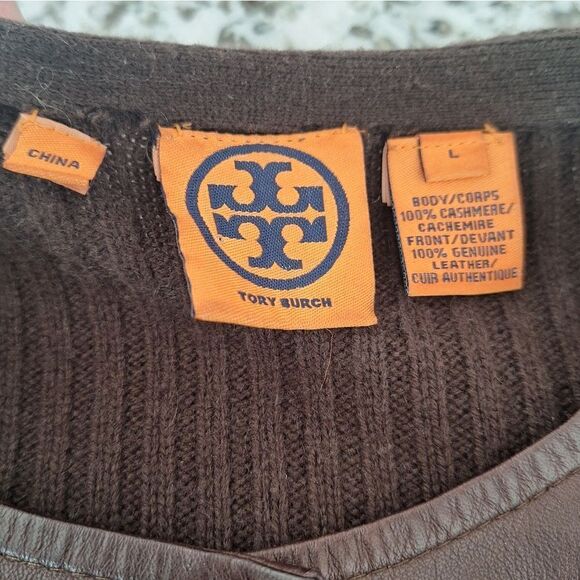 CHINA
TORY BURCH
L
BODY/CORPS
100% CASHMERE/
CACHEMIRE
FRONT/DEVANT
100% GENUINE
LEATHER/
CUIR AUTHENTIQUE